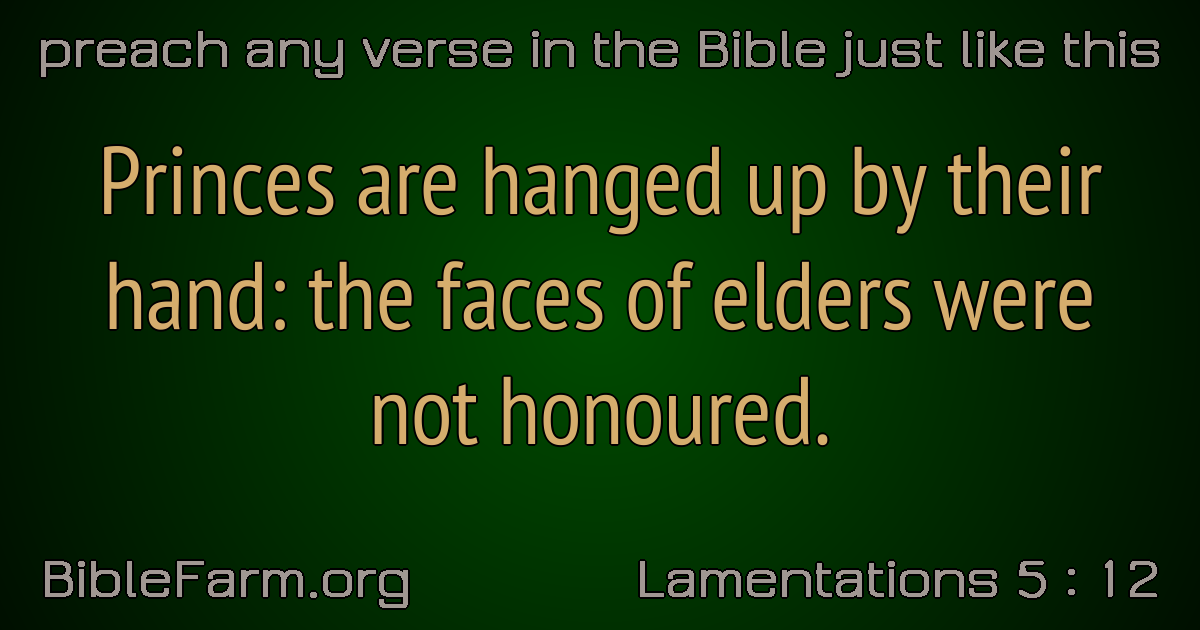 preach any verse in the Bible just like this
Princes are hanged up by their
hand: the faces of elders were
not honoured.
BibleFarm.org
Lamentations 5 : 12